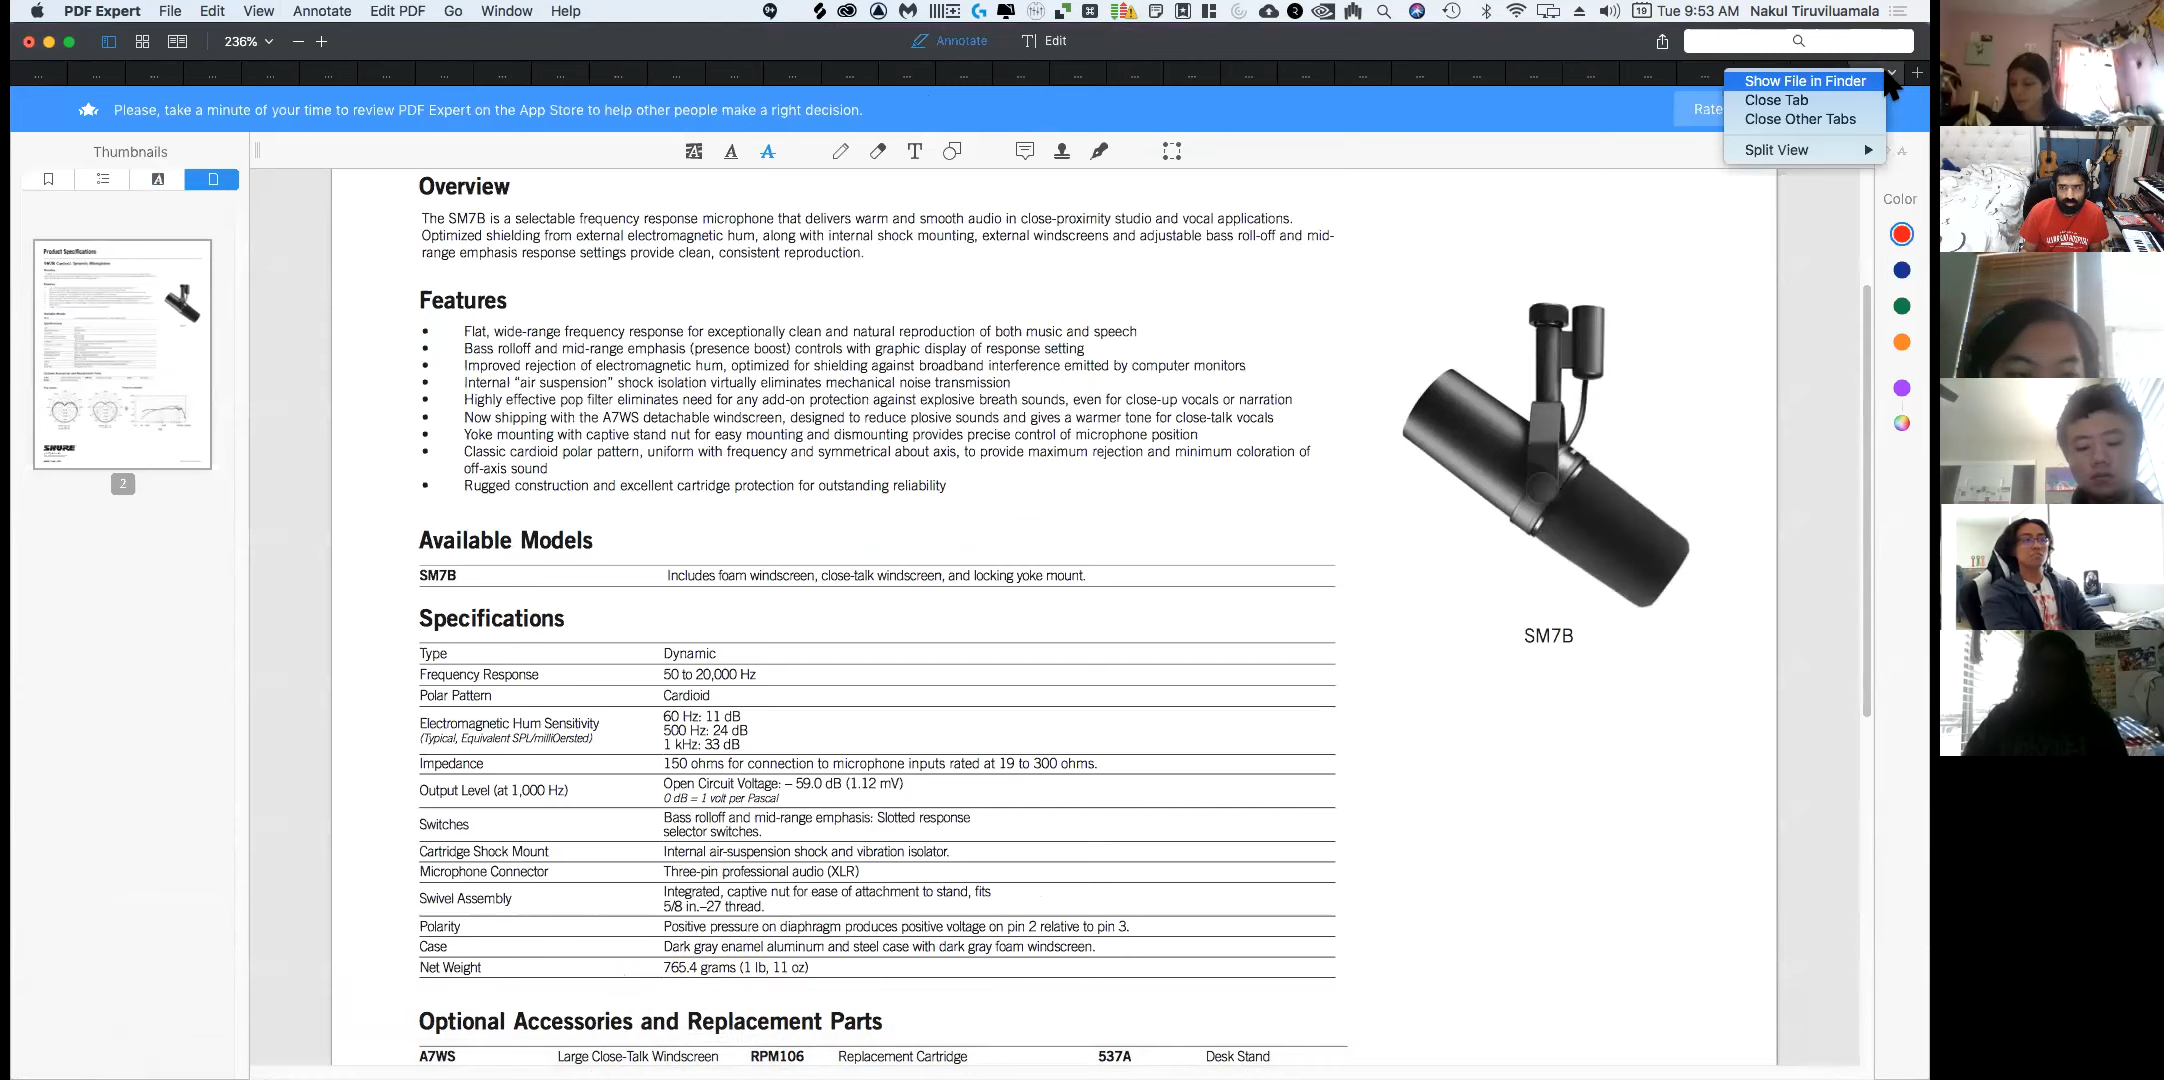 PDF Expert File Edit View Annotate Edit PDF Go Window Help Tue 9:53 AM Nakul Tiruviluamala
236% Annotate Edit
Show File in Finder
Close Tab
Close Other Tabs
Split View
Please, take a minute of your time to review PDF Expert on the App Store to help other people make a right decision. Rate
Thumbnails
Color
2
Product Specifications
SHURE
Overview
The SM7B is a selectable frequency response microphone that delivers warm and smooth audio in close-proximity studio and vocal applications.
Optimized shielding from external electromagnetic hum, along with internal shock mounting, external windscreens and adjustable bass roll-off and mid-
range emphasis response settings provide clean, consistent reproduction.
Features
• Flat, wide-range frequency response for exceptionally clean and natural reproduction of both music and speech
• Bass rolloff and mid-range emphasis (presence boost) controls with graphic display of response setting
• Improved rejection of electromagnetic hum, optimized for shielding against broadband interference emitted by computer monitors
• Internal “air suspension” shock isolation virtually eliminates mechanical noise transmission
• Highly effective pop filter eliminates need for any add-on protection against explosive breath sounds, even for close-up vocals or narration
• Now shipping with the A7WS detachable windscreen, designed to reduce plosive sounds and gives a warmer tone for close-talk vocals
• Yoke mounting with captive stand nut for easy mounting and dismounting provides precise control of microphone position
• Classic cardioid polar pattern, uniform with frequency and symmetrical about axis, to provide maximum rejection and minimum coloration of
off-axis sound
• Rugged construction and excellent cartridge protection for outstanding reliability
SM7B
Available Models
SM7B Includes foam windscreen, close-talk windscreen, and locking yoke mount.
Specifications
Type Dynamic
Frequency Response 50 to 20,000 Hz
Polar Pattern Cardioid
Electromagnetic Hum Sensitivity
(Typical, Equivalent SPL/milliOersted)
60 Hz: 11 dB
500 Hz: 24 dB
1 kHz: 33 dB
Impedance 150 ohms for connection to microphone inputs rated at 19 to 300 ohms.
Output Level (at 1,000 Hz) Open Circuit Voltage: – 59.0 dB (1.12 mV)
0 dB = 1 volt per Pascal
Switches Bass rolloff and mid-range emphasis: Slotted response
selector switches.
Cartridge Shock Mount Internal air-suspension shock and vibration isolator.
Microphone Connector Three-pin professional audio (XLR)
Swivel Assembly Integrated, captive nut for ease of attachment to stand, fits
5/8 in.–27 thread.
Polarity Positive pressure on diaphragm produces positive voltage on pin 2 relative to pin 3.
Case Dark gray enamel aluminum and steel case with dark gray foam windscreen.
Net Weight 765.4 grams (1 lb, 11 oz)
Optional Accessories and Replacement Parts
A7WS Large Close-Talk Windscreen RPM106 Replacement Cartridge 537A Desk Stand